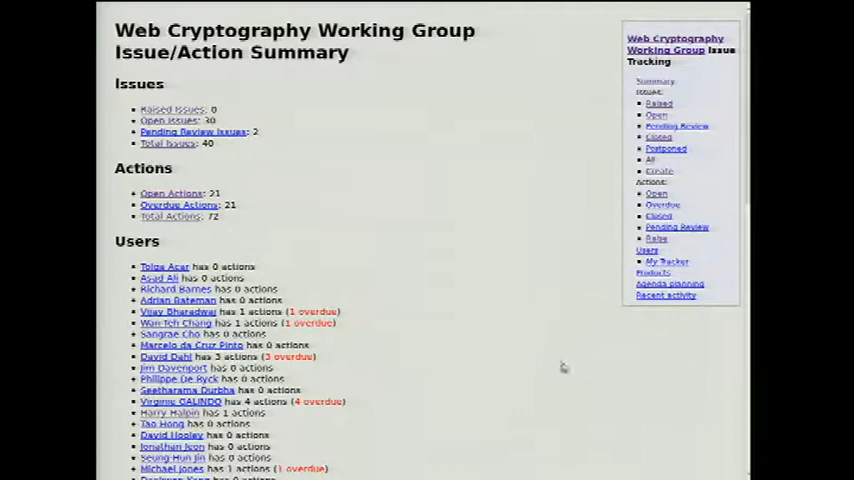 Web Cryptography Working Group
Issue/Action Summary
Issues
Raised Issues: 0
Open Issues: 30
Pending Review Issues: 2
Total Issues: 40
Actions
Open Actions: 21
Overdue Actions: 21
Total Actions: 72
Users
Tolga Acar has 0 actions
Asad Ali has 0 actions
Richard Barnes has 0 actions
Adrian Bateman has 0 actions
Vijay Bharadwaj has 1 actions (1 overdue)
Wan-Teh Chang has 1 actions (1 overdue)
Sangrae Cho has 0 actions
Marcelo da Cruz Pinto has 0 actions
David Dahl has 3 actions (3 overdue)
Jim Davenport has 0 actions
Philippe De Ryck has 0 actions
Seetharama Durbha has 0 actions
Virginie GALINDO has 4 actions (4 overdue)
Harry Halpin has 1 actions
Tao Hong has 0 actions
David Hooley has 0 actions
Jonathan Jeon has 0 actions
Seung-Hun Jin has 0 actions
Michael Jones has 1 actions (1 overdue)
Web Cryptography
Working Group Issue
Tracking
Summary
Issues:
Raised
Open
Pending Review
Closed
Postponed
All
Create
Actions:
Open
Overdue
Closed
Pending Review
Raise
Users
My Tracker
Products
Agenda planning
Recent activity